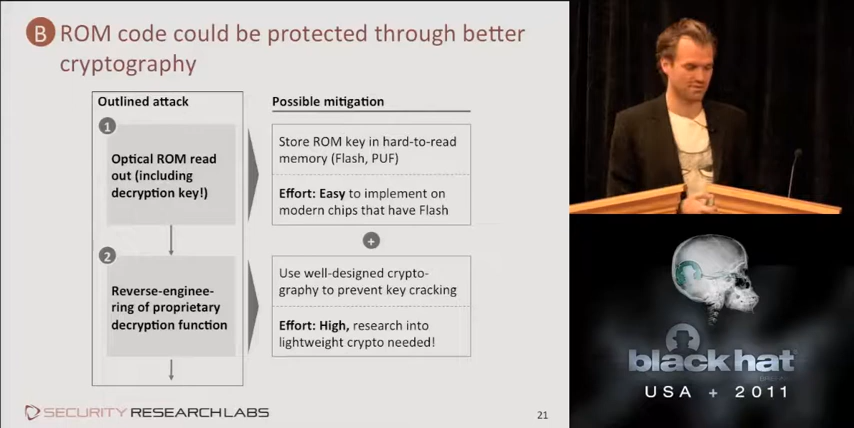 B ROM code could be protected through better
cryptography
Outlined attack
Possible mitigation
1
Optical ROM read
out (including
decryption key!)
Store ROM key in hard-to-read
memory (Flash, PUF)
Effort: Easy to implement on
modern chips that have Flash
+
2
Reverse-enginee-
ring of proprietary
decryption function
Use well-designed crypto-
graphy to prevent key cracking
Effort: High, research into
lightweight crypto needed!
SECURITY RESEARCH LABS
21
black hat
USA + 2011